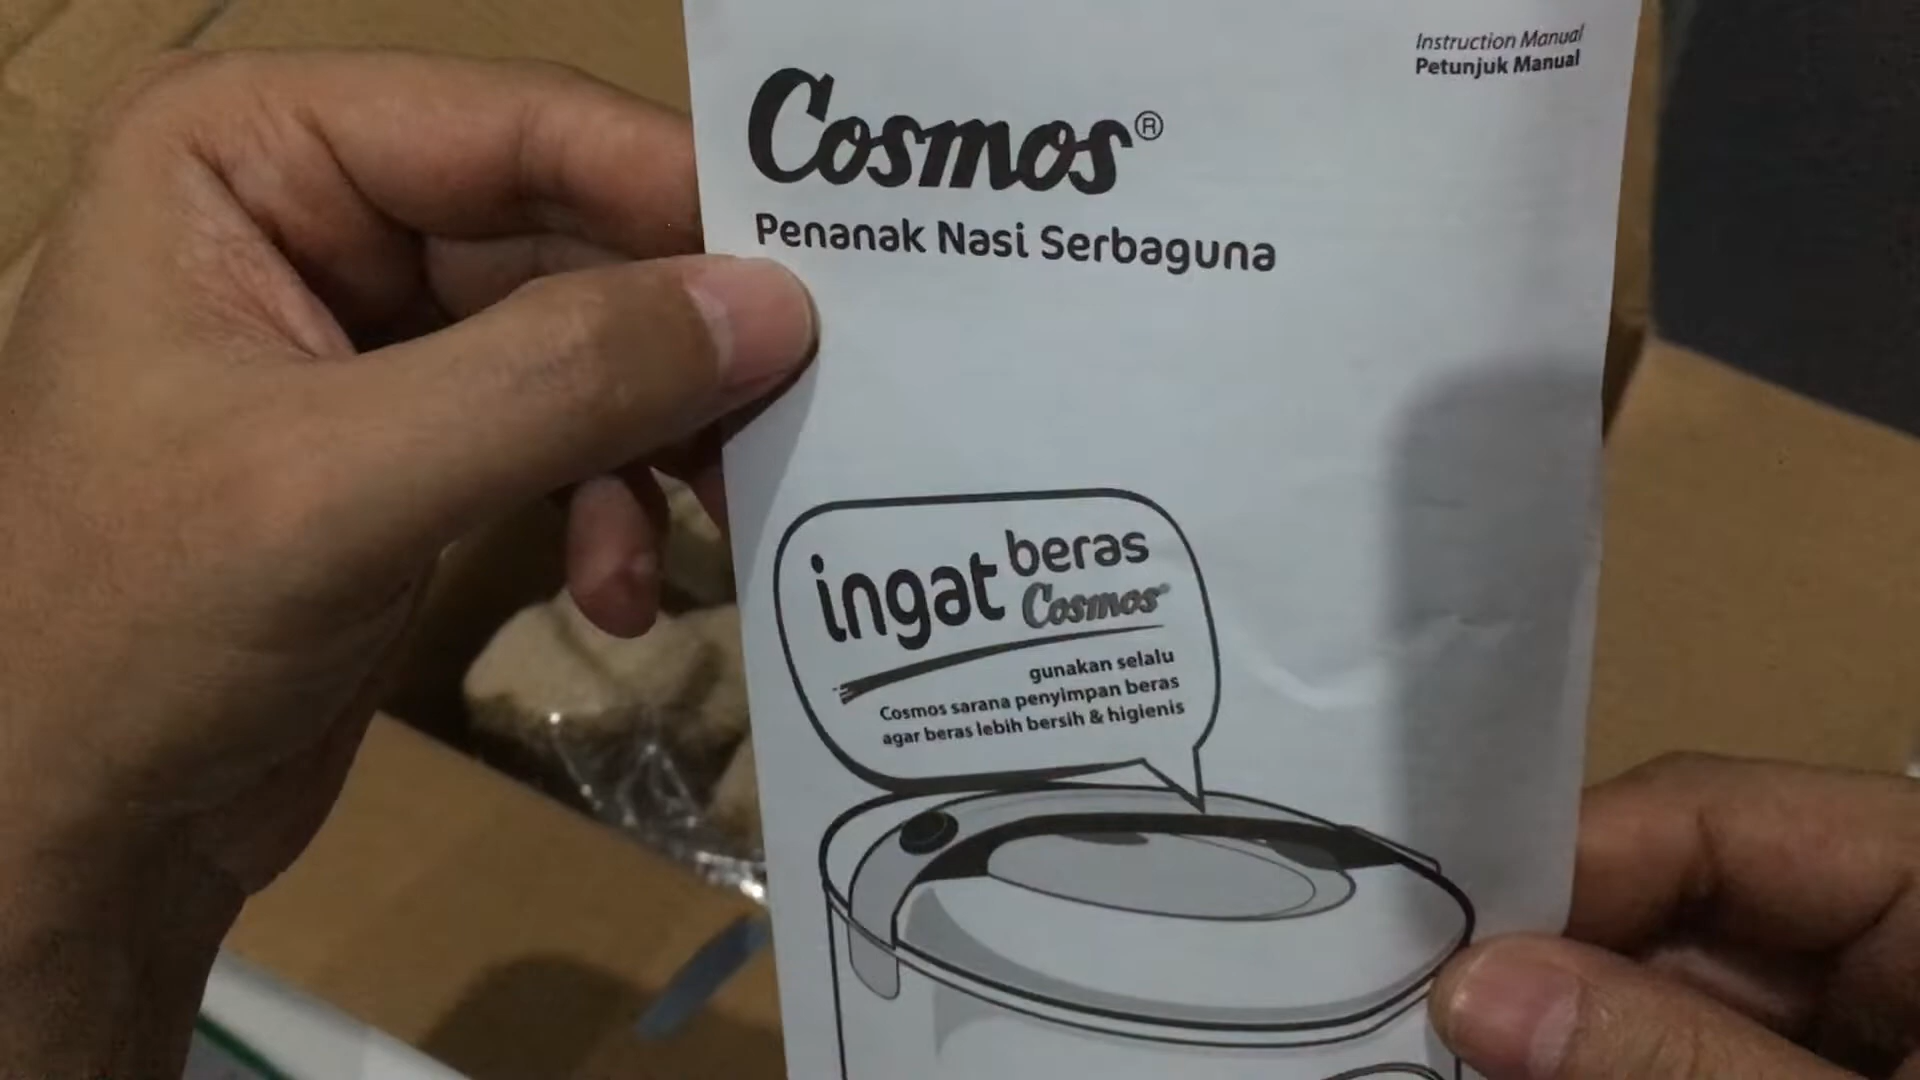 Instruction Manual
Petunjuk Manual
Cosmos®
Penanak Nasi Serbaguna
ingat beras
Cosmos®
gunakan selalu
Cosmos sarana penyimpan beras
agar beras lebih bersih & higienis